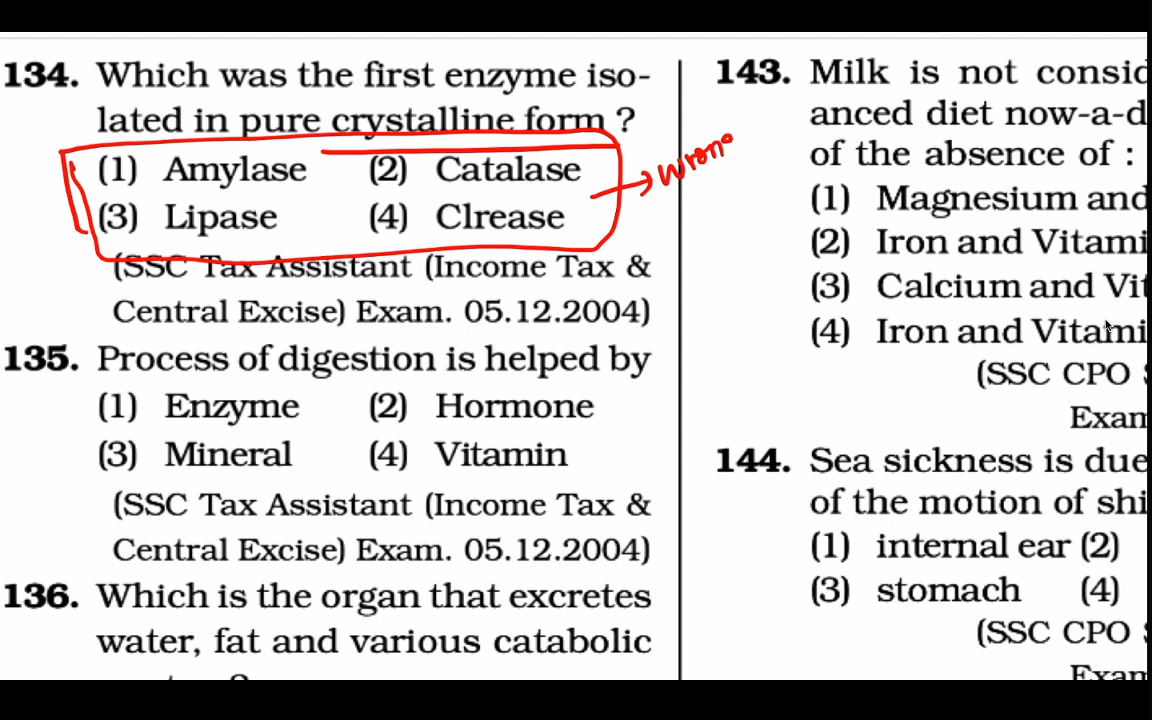 134. Which was the first enzyme iso-
lated in pure crystalline form ?
(1) Amylase (2) Catalase
(3) Lipase (4) Clrease
→ wrong
(SSC Tax Assistant (Income Tax &
Central Excise) Exam. 05.12.2004)
135. Process of digestion is helped by
(1) Enzyme (2) Hormone
(3) Mineral (4) Vitamin
(SSC Tax Assistant (Income Tax &
Central Excise) Exam. 05.12.2004)
136. Which is the organ that excretes
water, fat and various catabolic
143. Milk is not consid
anced diet now-a-d
of the absence of :
(1) Magnesium and
(2) Iron and Vitami
(3) Calcium and Vit
(4) Iron and Vitami
(SSC CPO S
Exam
144. Sea sickness is due
of the motion of shi
(1) internal ear (2)
(3) stomach (4)
(SSC CPO S
Exam